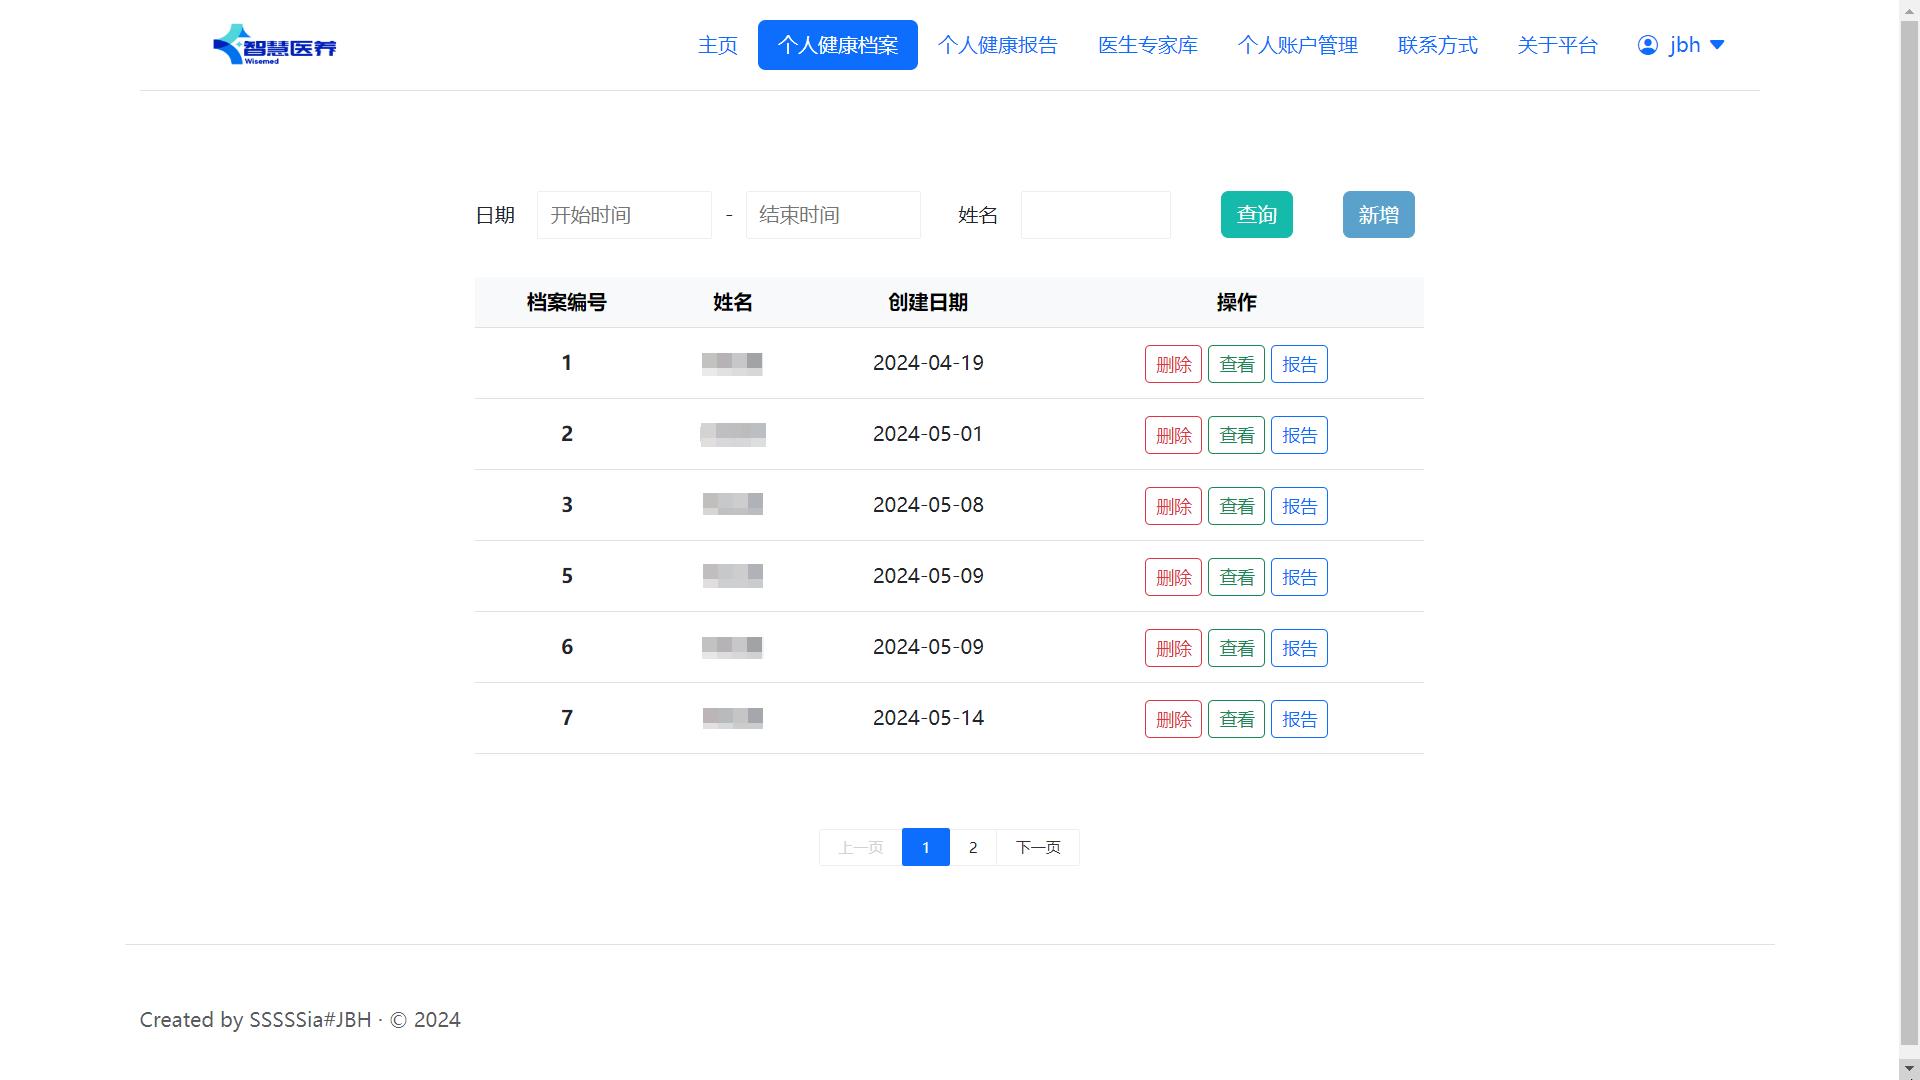 智慧医养
Wisemed
主页 个人健康档案 个人健康报告 医生专家库 个人账户管理 联系方式 关于平台 jbh
日期 开始时间 - 结束时间 姓名 查询 新增
档案编号 姓名 创建日期 操作
1 2024-04-19 删除 查看 报告
2 2024-05-01 删除 查看 报告
3 2024-05-08 删除 查看 报告
5 2024-05-09 删除 查看 报告
6 2024-05-09 删除 查看 报告
7 2024-05-14 删除 查看 报告
上一页 1 2 下一页
Created by SSSSSia#JBH · © 2024